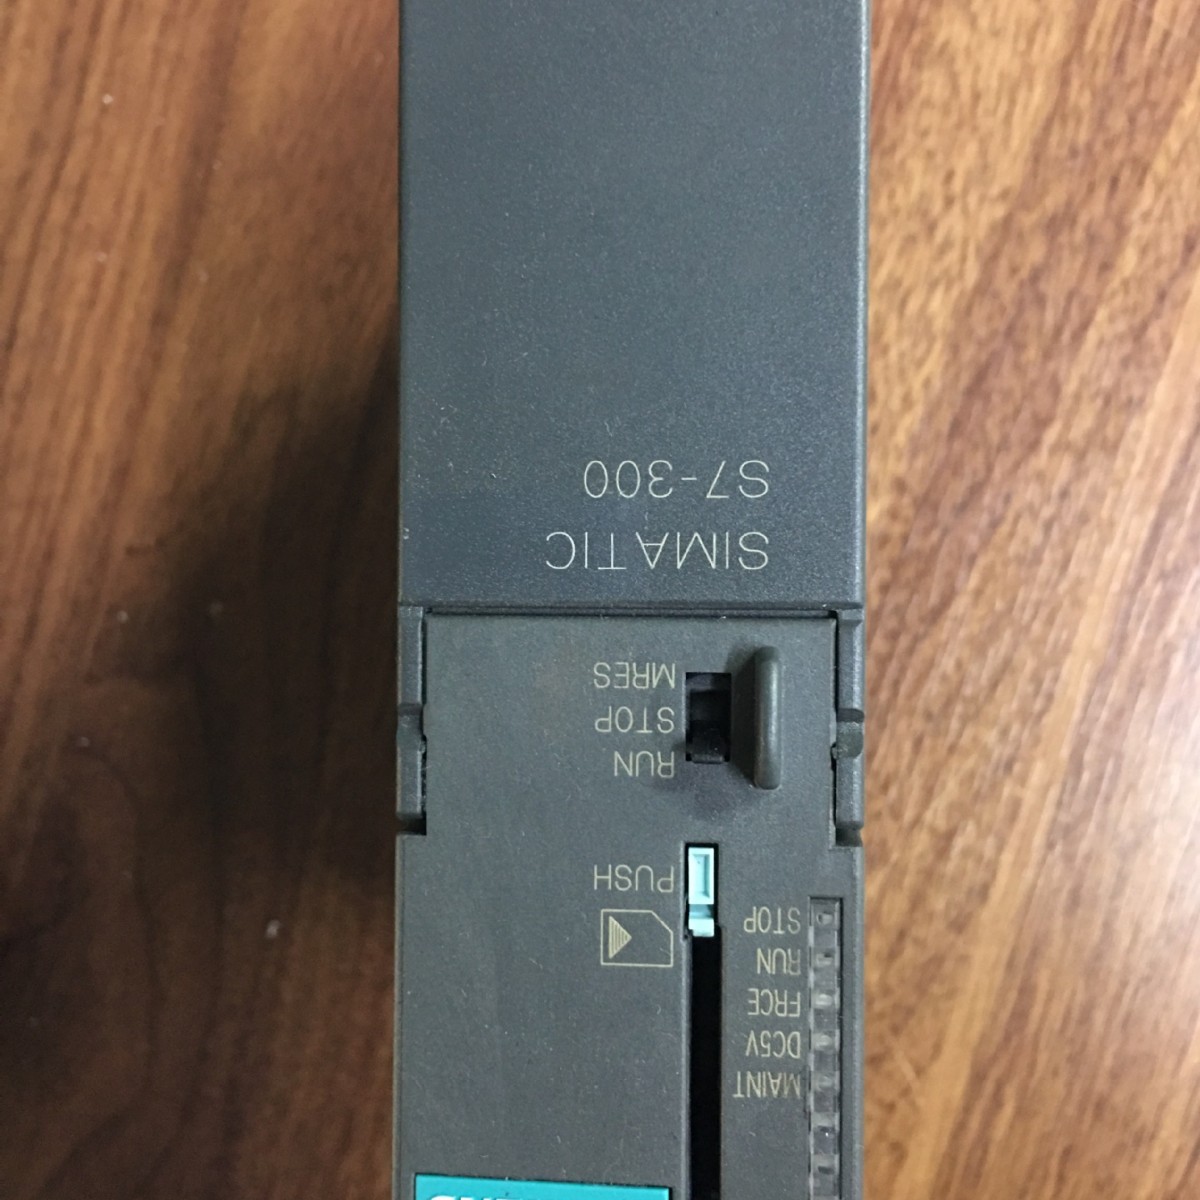 MAINT
DC5V
FRCE
RUN
STOP
PUSH
RUN
STOP
MRES
SIMATIC
S7-300